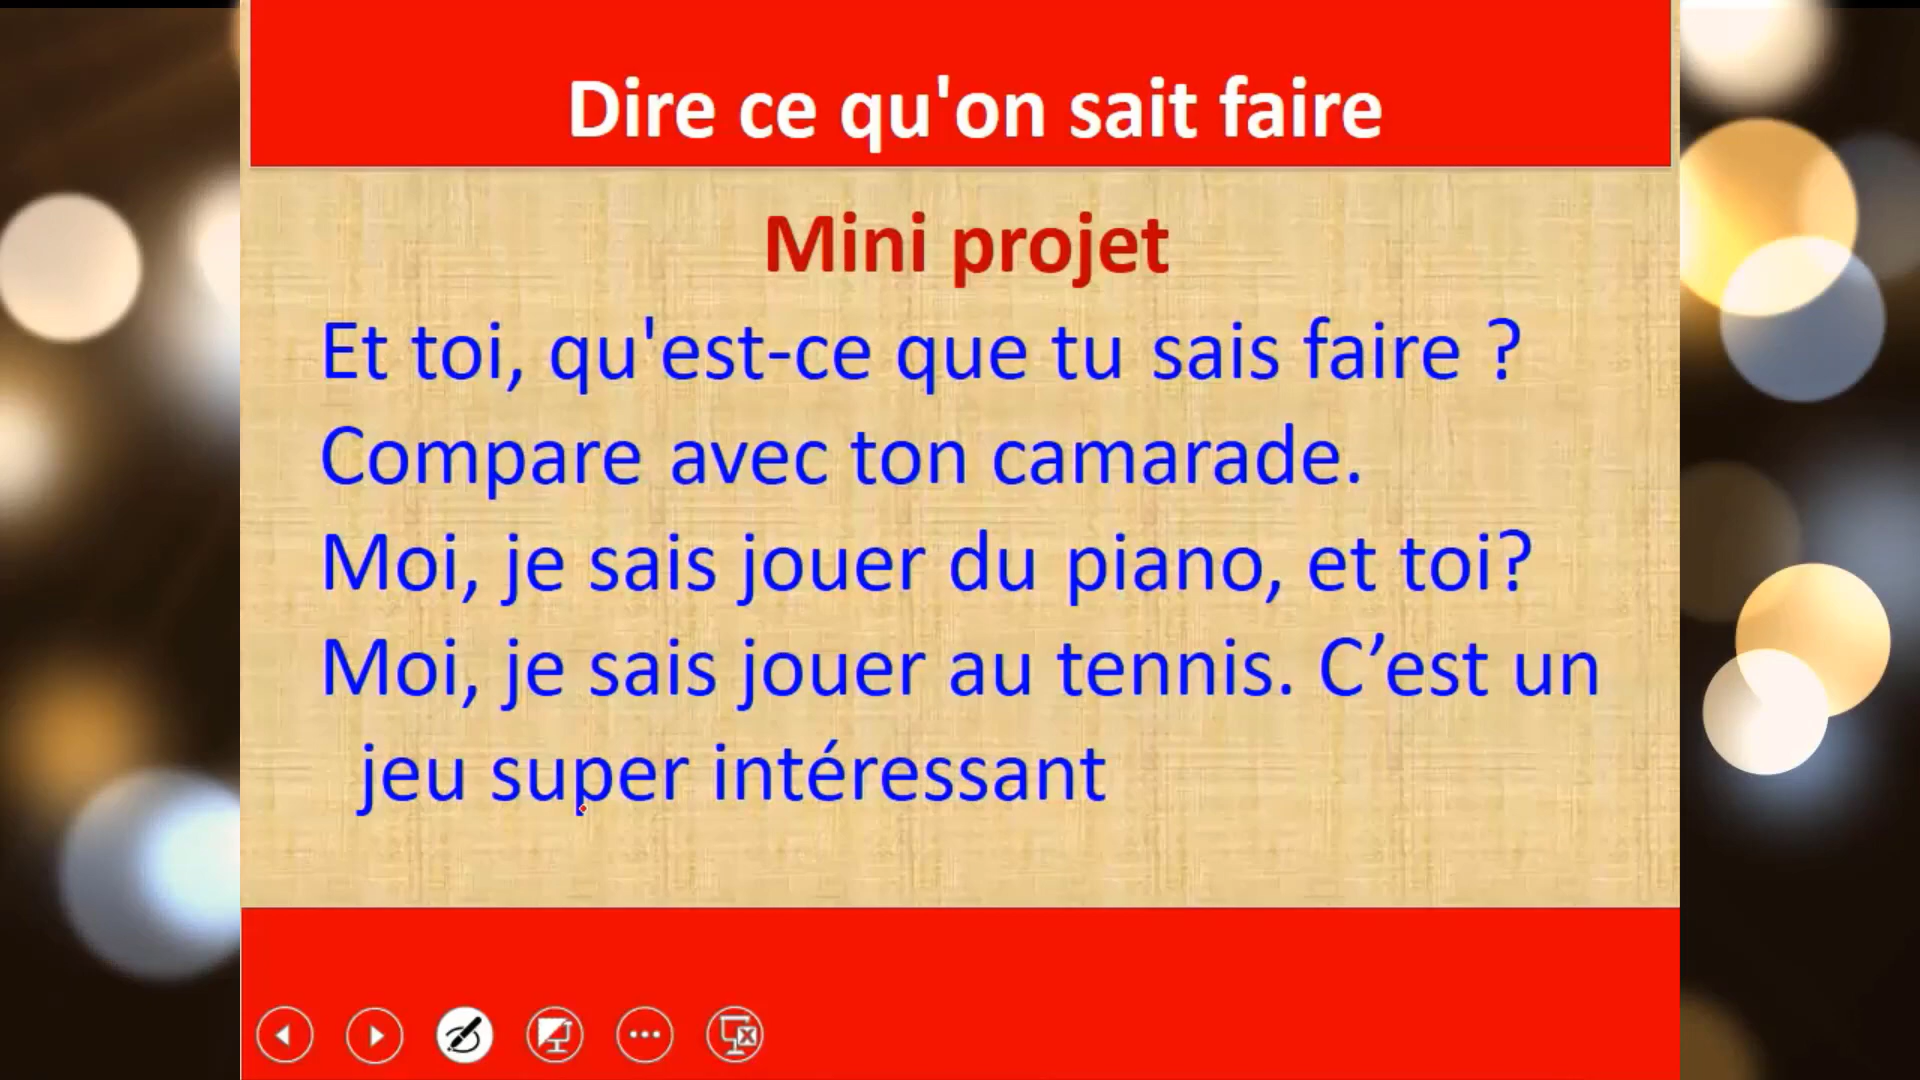 Dire ce qu'on sait faire
Mini projet
Et toi, qu'est-ce que tu sais faire ?
Compare avec ton camarade.
Moi, je sais jouer du piano, et toi?
Moi, je sais jouer au tennis. C’est un
jeu super intéressant